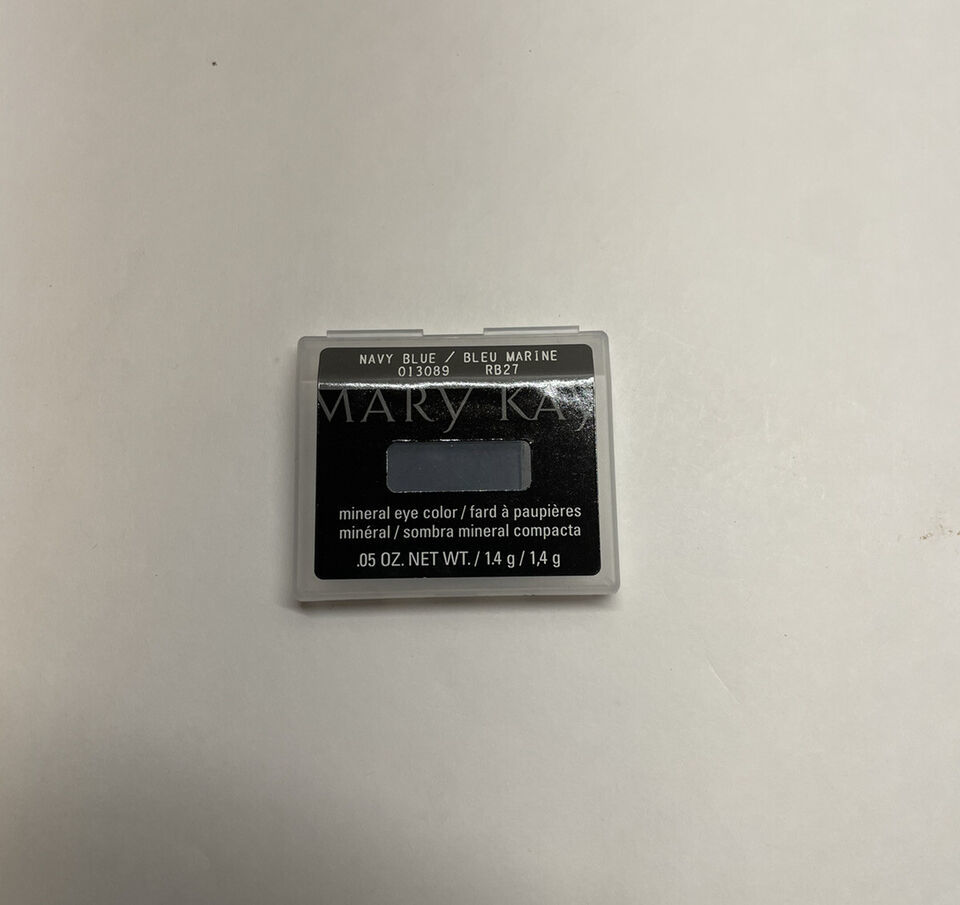 NAVY BLUE / BLEU MARINE
013089 RB27
MARY KAY
mineral eye color / fard à paupières
minéral / sombra mineral compacta
.05 OZ. NET WT. / 1.4 g / 1,4 g